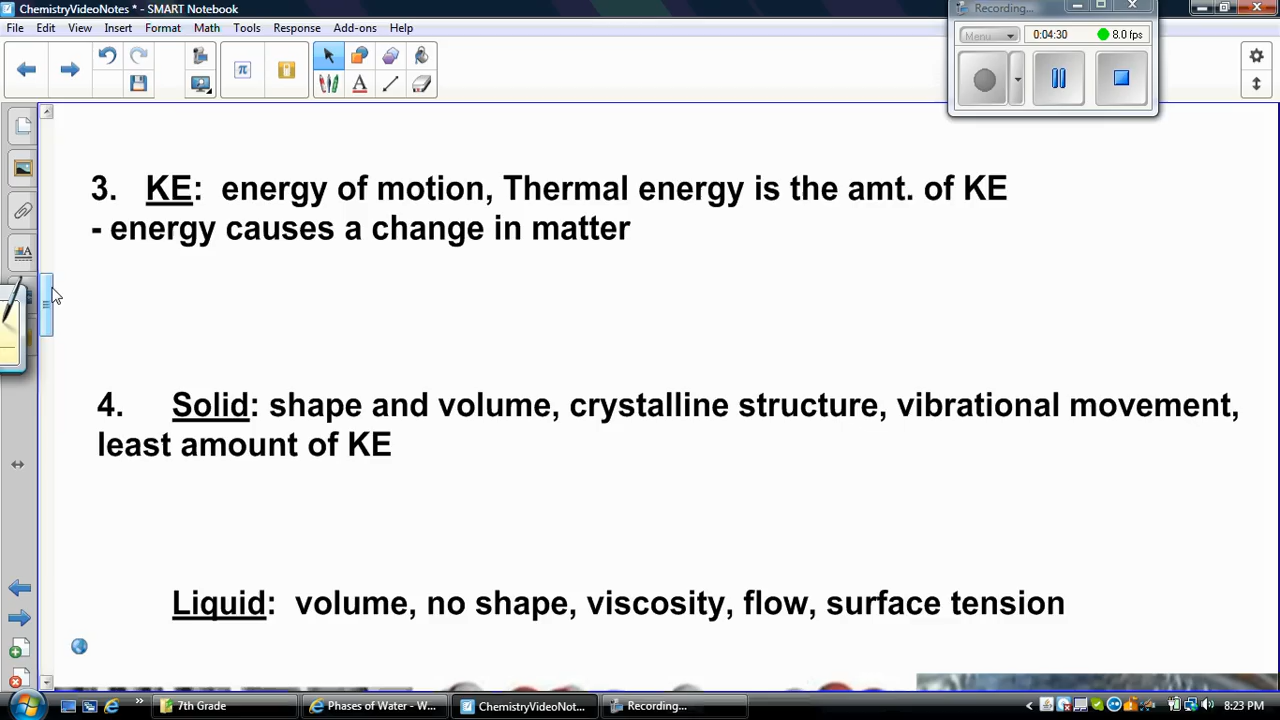 ChemistryVideoNotes * - SMART Notebook
Recording...
File Edit View Insert Format Math Tools Response Add-ons Help
Menu 0:04:30 8.0 fps
π
A
3. KE: energy of motion, Thermal energy is the amt. of KE
- energy causes a change in matter
4. Solid: shape and volume, crystalline structure, vibrational movement,
least amount of KE
Liquid: volume, no shape, viscosity, flow, surface tension
7th Grade Phases of Water - W... ChemistryVideoNot... Recording... 8:23 PM